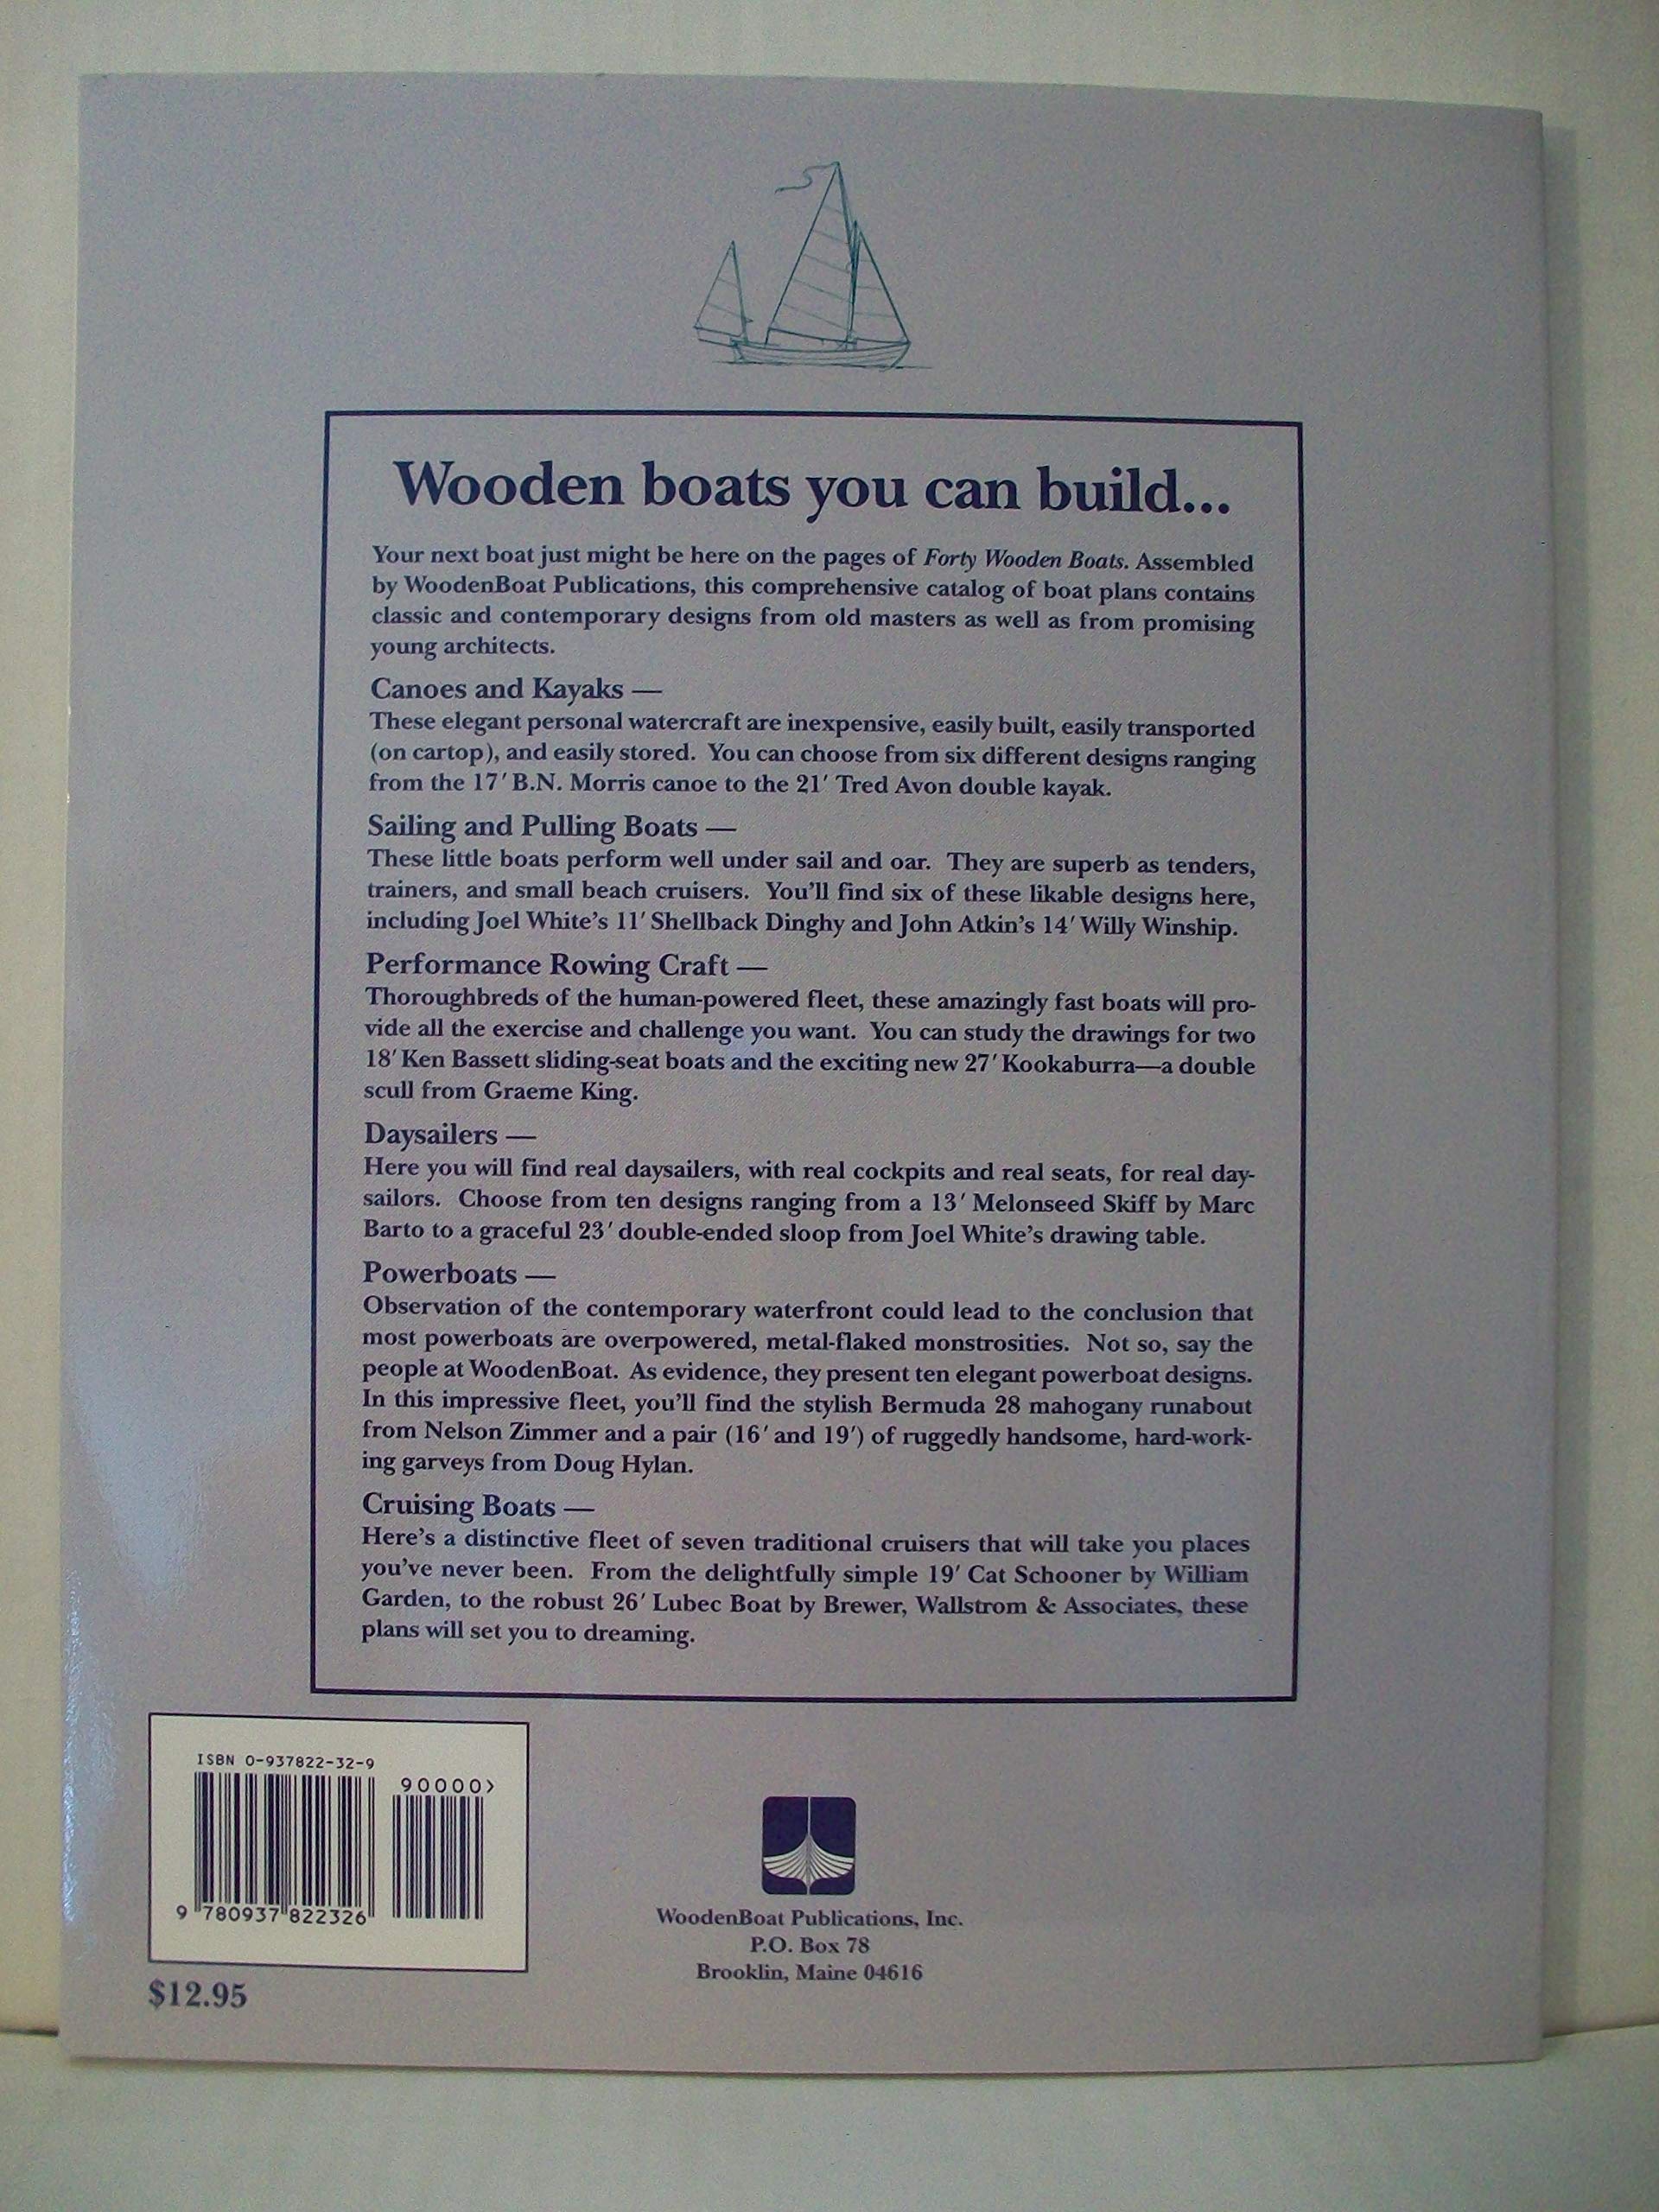 Wooden boats you can build...
Your next boat just might be here on the pages of Forty Wooden Boats. Assembled
by WoodenBoat Publications, this comprehensive catalog of boat plans contains
classic and contemporary designs from old masters as well as from promising
young architects.
Canoes and Kayaks —
These elegant personal watercraft are inexpensive, easily built, easily transported
(on cartop), and easily stored. You can choose from six different designs ranging
from the 17′ B.N. Morris canoe to the 21′ Tred Avon double kayak.
Sailing and Pulling Boats —
These little boats perform well under sail and oar. They are superb as tenders,
trainers, and small beach cruisers. You'll find six of these likable designs here,
including Joel White's 11′ Shellback Dinghy and John Atkin's 14′ Willy Winship.
Performance Rowing Craft —
Thoroughbreds of the human-powered fleet, these amazingly fast boats will pro-
vide all the exercise and challenge you want. You can study the drawings for two
18′ Ken Bassett sliding-seat boats and the exciting new 27′ Kookaburra—a double
scull from Graeme King.
Daysailers —
Here you will find real daysailers, with real cockpits and real seats, for real day-
sailors. Choose from ten designs ranging from a 13′ Melonseed Skiff by Marc
Barto to a graceful 23′ double-ended sloop from Joel White's drawing table.
Powerboats —
Observation of the contemporary waterfront could lead to the conclusion that
most powerboats are overpowered, metal-flaked monstrosities. Not so, say the
people at WoodenBoat. As evidence, they present ten elegant powerboat designs.
In this impressive fleet, you'll find the stylish Bermuda 28 mahogany runabout
from Nelson Zimmer and a pair (16′ and 19′) of ruggedly handsome, hard-work-
ing garveys from Doug Hylan.
Cruising Boats —
Here's a distinctive fleet of seven traditional cruisers that will take you places
you've never been. From the delightfully simple 19′ Cat Schooner by William
Garden, to the robust 26′ Lubec Boat by Brewer, Wallstrom & Associates, these
plans will set you to dreaming.
ISBN 0-937822-32-9
90000>
9 780937 822326
$12.95
WoodenBoat Publications, Inc.
P.O. Box 78
Brooklin, Maine 04616